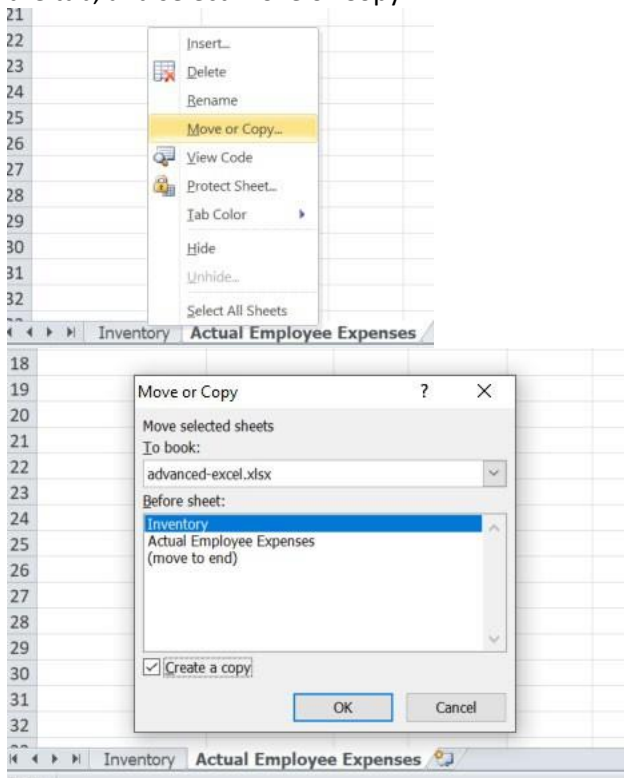 21
22
Insert...
23
Delete
24
Rename
25
Move or Copy...
26
View Code
27
Protect Sheet...
28
29
Tab Color
30
Hide
31
Unhide...
32
Select All Sheets
Inventory Actual Employee Expenses
18
19
Move or Copy ? X
20
Move selected sheets
21
To book:
22
advanced-excel.xlsx
23
Before sheet:
24
Inventory
25
Actual Employee Expenses
26
(move to end)
27
28
29
30
Create a copy
31
OK Cancel
32
Inventory Actual Employee Expenses